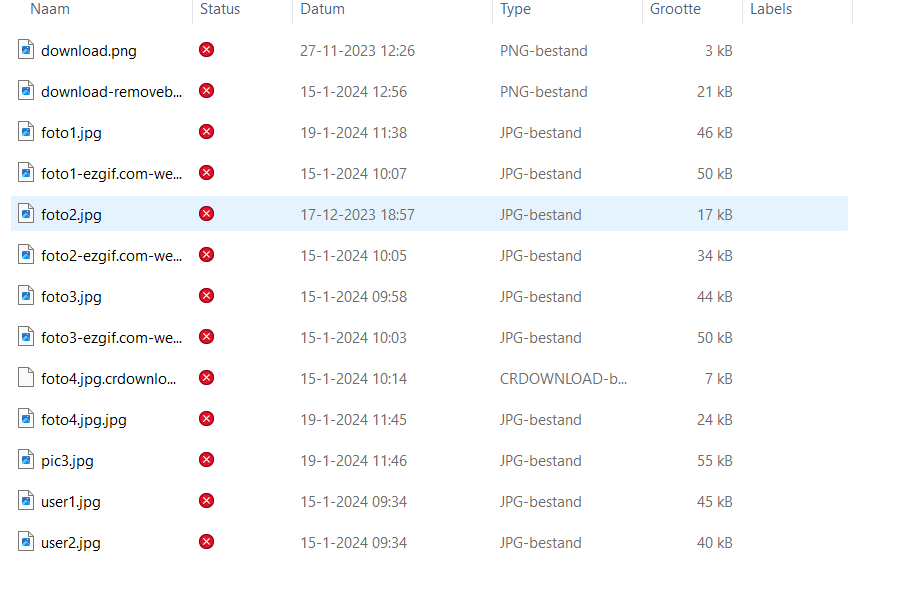 Naam Status Datum Type Grootte Labels
download.png 27-11-2023 12:26 PNG-bestand 3 kB
download-removeb... 15-1-2024 12:56 PNG-bestand 21 kB
foto1.jpg 19-1-2024 11:38 JPG-bestand 46 kB
foto1-ezgif.com-we... 15-1-2024 10:07 JPG-bestand 50 kB
foto2.jpg 17-12-2023 18:57 JPG-bestand 17 kB
foto2-ezgif.com-we... 15-1-2024 10:05 JPG-bestand 34 kB
foto3.jpg 15-1-2024 09:58 JPG-bestand 44 kB
foto3-ezgif.com-we... 15-1-2024 10:03 JPG-bestand 50 kB
foto4.jpg.crdownlo... 15-1-2024 10:14 CRDOWNLOAD-b... 7 kB
foto4.jpg.jpg 19-1-2024 11:45 JPG-bestand 24 kB
pic3.jpg 19-1-2024 11:46 JPG-bestand 55 kB
user1.jpg 15-1-2024 09:34 JPG-bestand 45 kB
user2.jpg 15-1-2024 09:34 JPG-bestand 40 kB